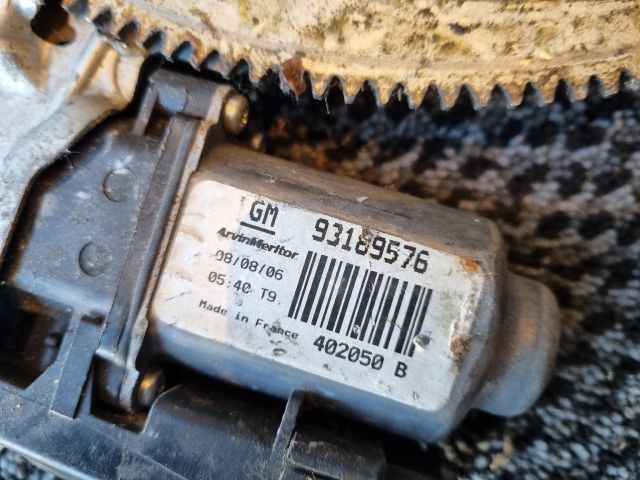 GM 93189576
ArvinMeritor
08/08/06
05:40 T9
Made in France
402050 B